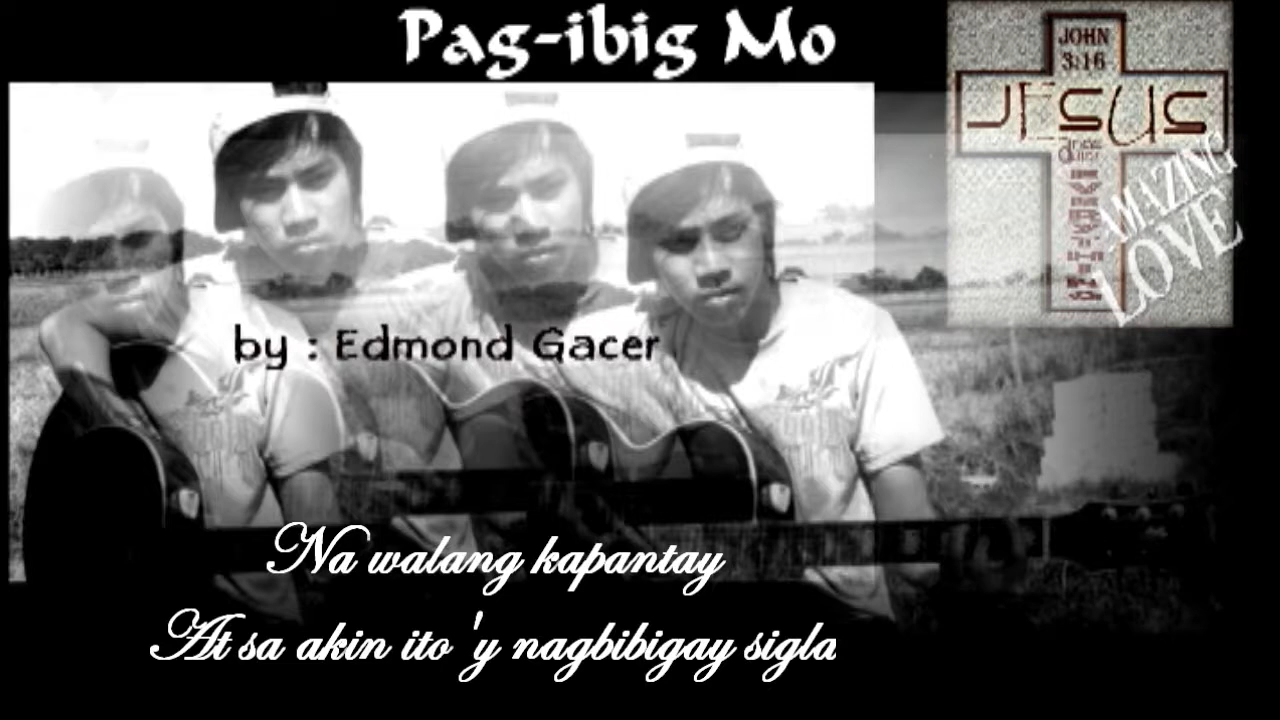 Pag-ibig Mo
JOHN
3:16
JESUS
AMAZING
LOVE
by : Edmond Gacer
Na walang kapantay
At sa akin ito 'y nagbibigay sigla